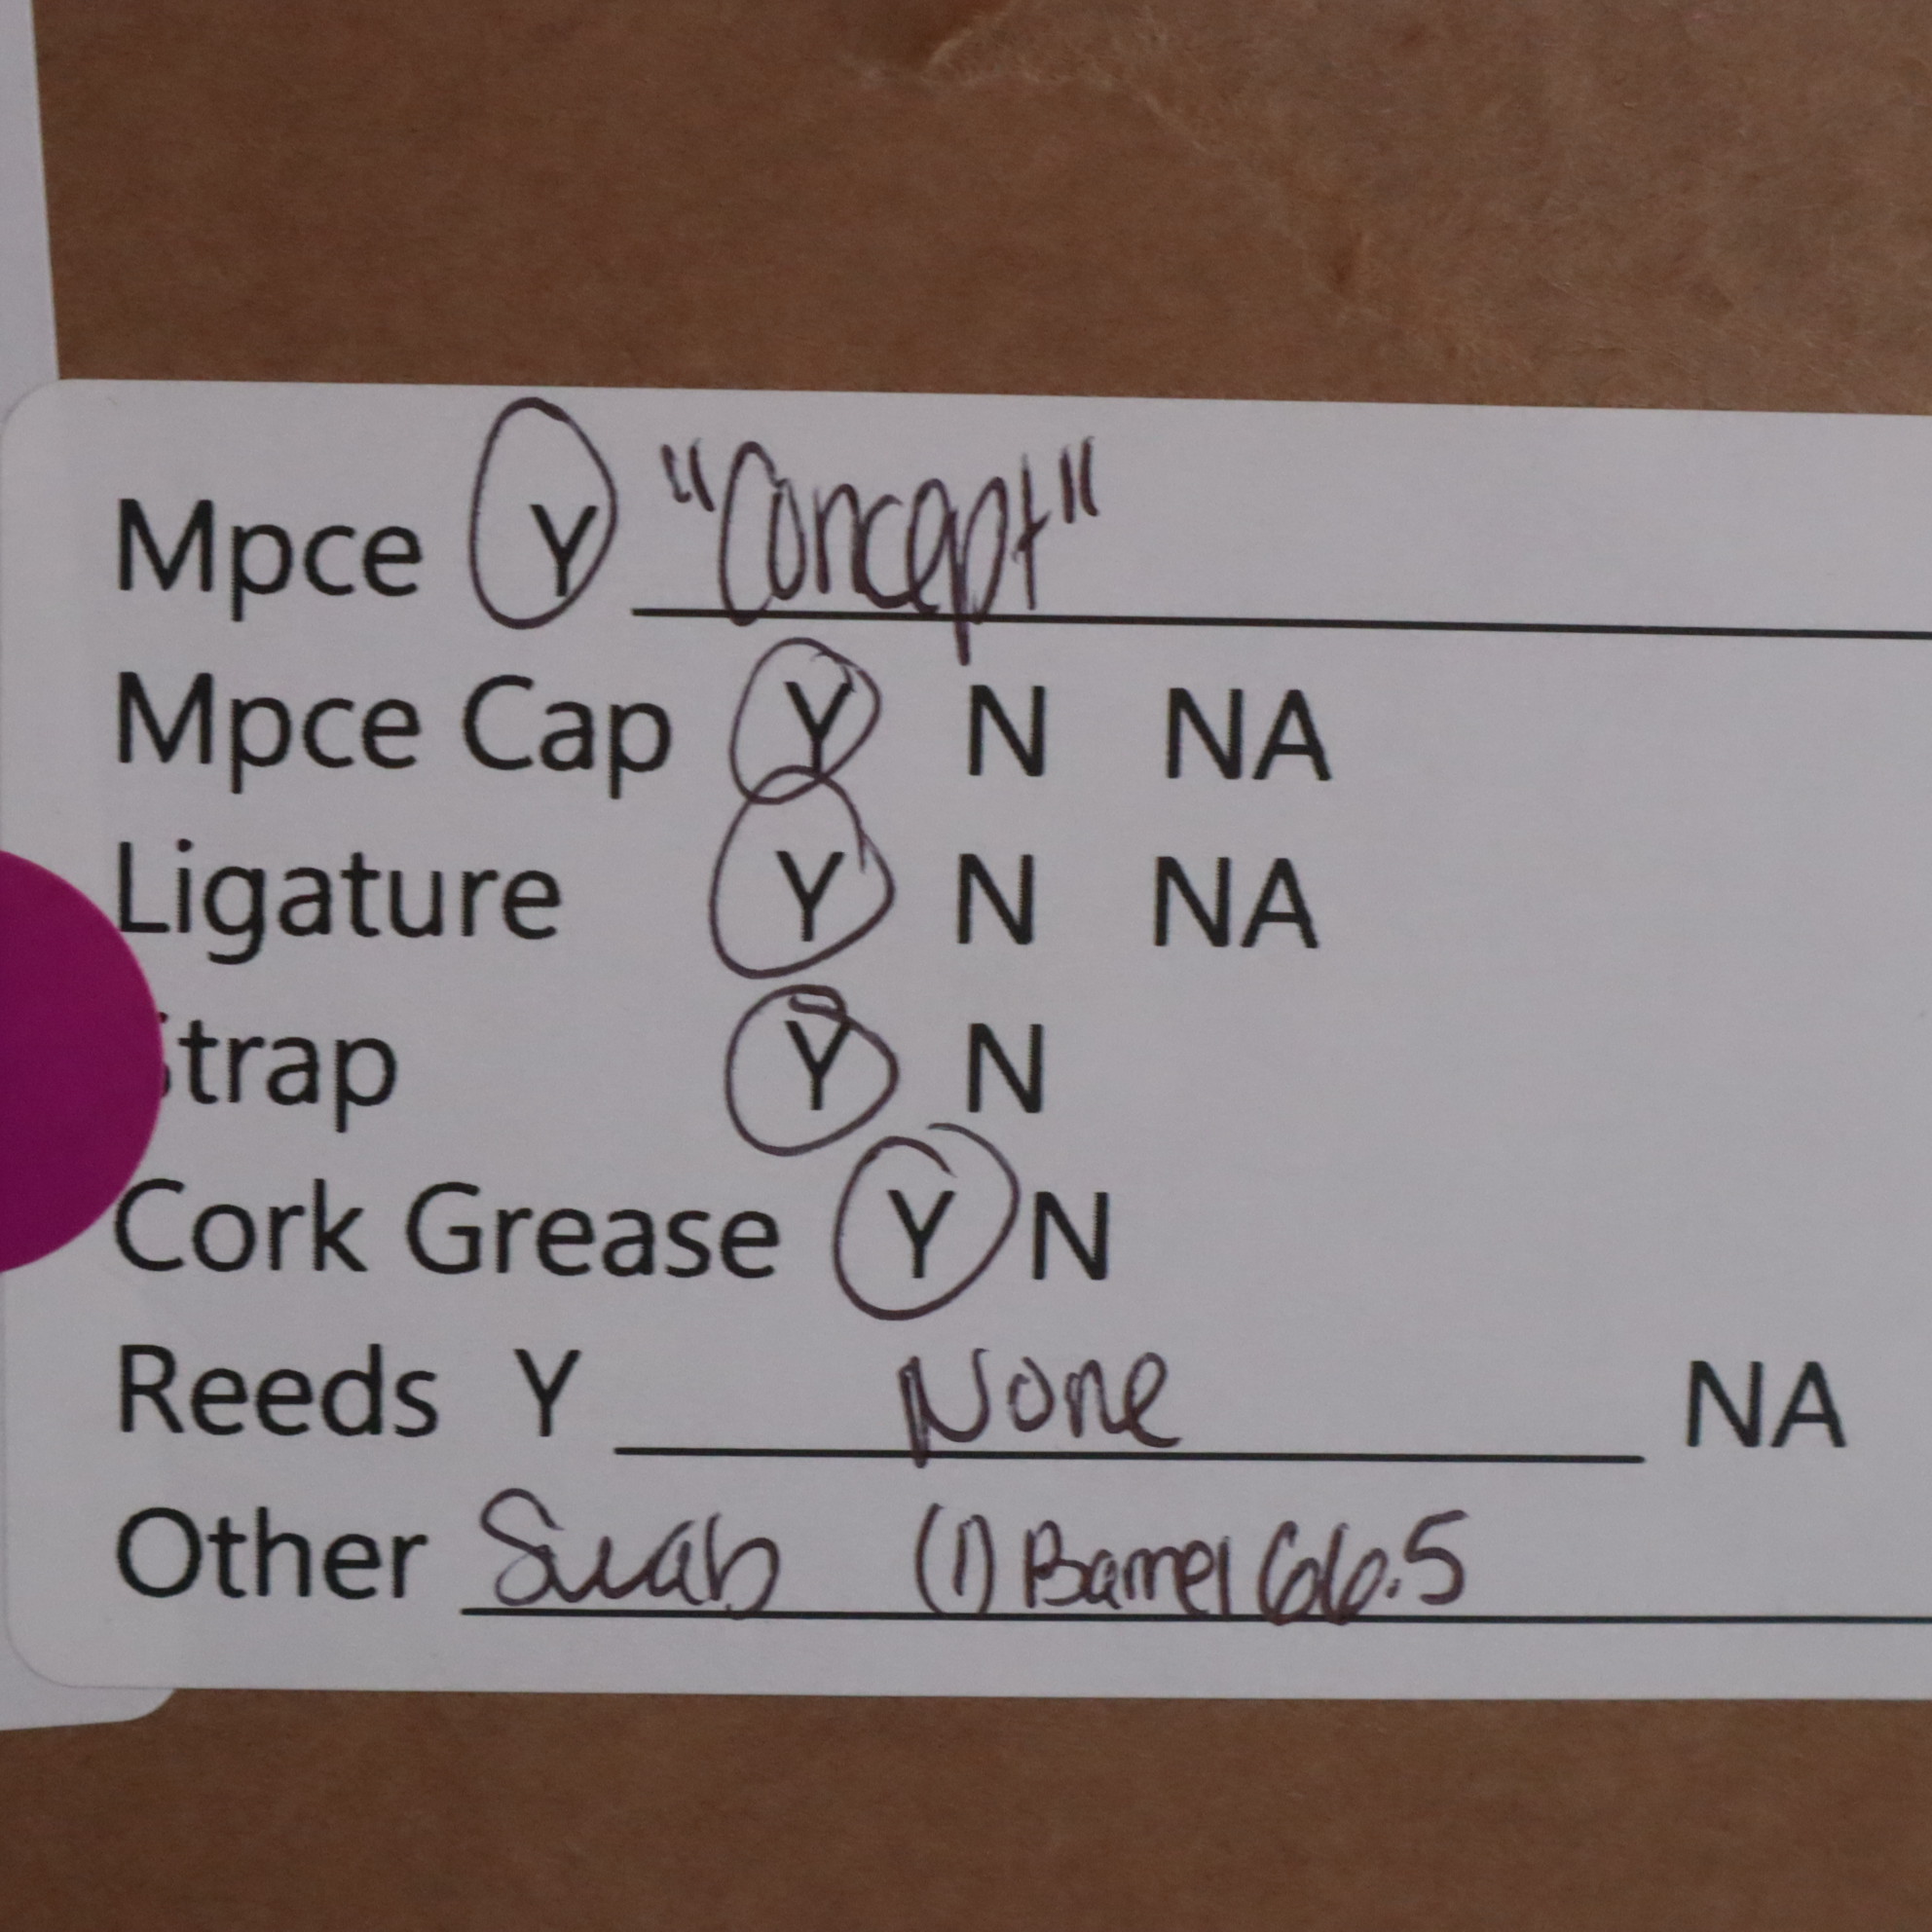 Mpce Y "Concept"
Mpce Cap Y N NA
Ligature Y N NA
Strap Y N
Cork Grease Y N
Reeds Y None NA
Other Swab (1) Barrel 66.5